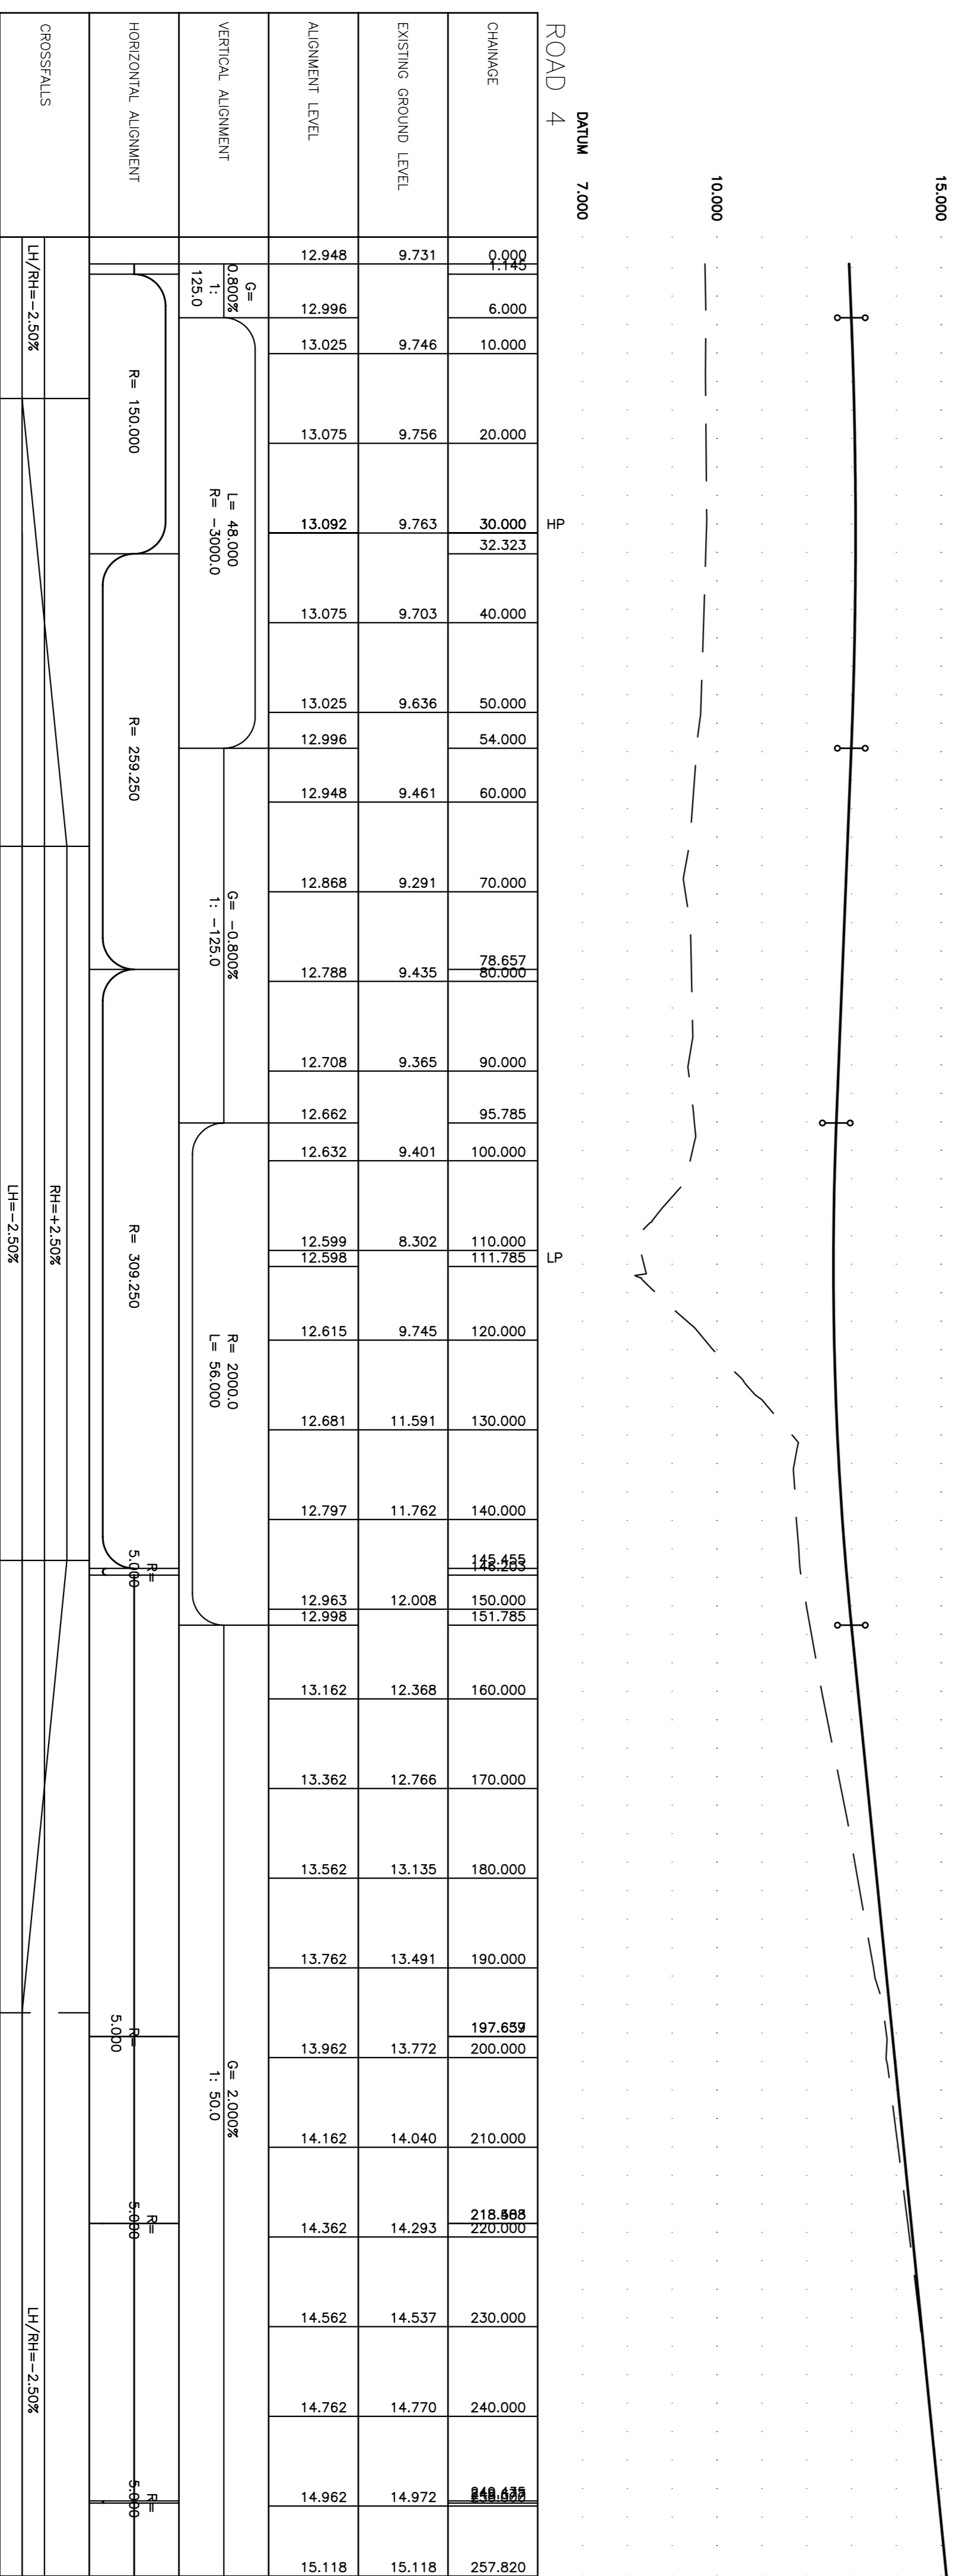 15.000
10.000
DATUM 7.000
ROAD 4
HP
LP
CHAINAGE 0.000 1.145 6.000 10.000 20.000 30.000 32.323 40.000 50.000 54.000 60.000 70.000 78.657 80.000 90.000 95.785 100.000 110.000 111.785 120.000 130.000 140.000 145.455 146.203 150.000 151.785 160.000 170.000 180.000 190.000 200.000 210.000 220.000 230.000 240.000 257.820
EXISTING GROUND LEVEL 9.731 9.746 9.756 9.763 9.703 9.636 9.461 9.291 9.435 9.365 9.401 8.302 9.745 11.591 11.762 12.008 12.368 12.766 13.135 13.491 13.772 14.040 14.293 14.537 14.770 14.972 15.118
ALIGNMENT LEVEL 12.948 12.996 13.025 13.075 13.092 13.075 13.025 12.996 12.948 12.868 12.788 12.708 12.662 12.632 12.599 12.598 12.615 12.681 12.797 12.963 12.998 13.162 13.362 13.562 13.762 13.962 14.162 14.362 14.562 14.762 14.962 15.118
VERTICAL ALIGNMENT
G=
0.800%
1:
125.0
L= 48.000
R= -3000.0
G= -0.800%
1: -125.0
R= 2000.0
L= 56.000
G= 2.000%
1: 50.0
HORIZONTAL ALIGNMENT
R= 150.000
R= 259.250
R= 309.250
R=
5.000
R=
5.000
R=
5.000
R=
5.000
CROSSFALLS
LH/RH=-2.50%
RH=+2.50%
LH=-2.50%
LH/RH=-2.50%